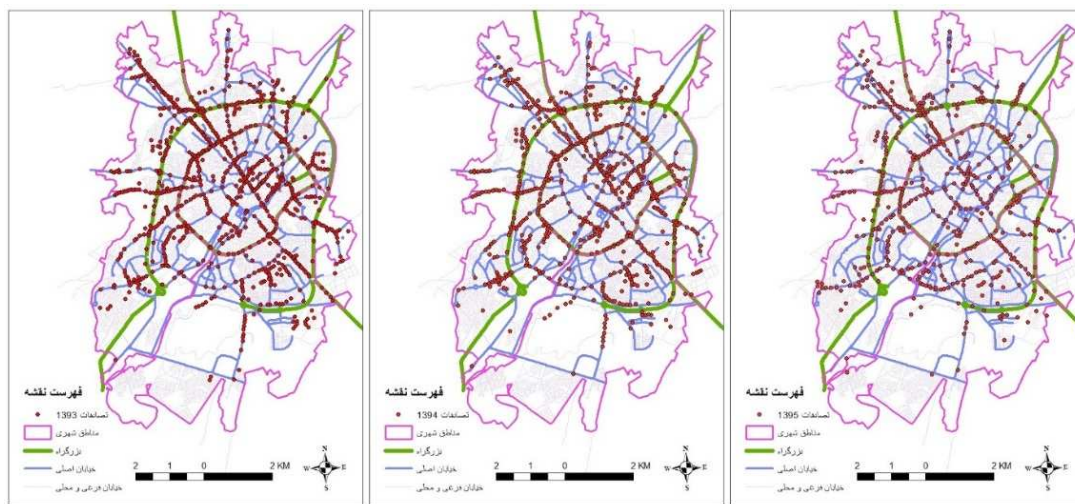 فهرست نقشه
تصادفات 1393
مناطق شهری
بزرگراه
خیابان اصلی
خیابان فرعی و محلی
2 1 0 2 KM
N
W E
S
فهرست نقشه
تصادفات 1394
مناطق شهری
بزرگراه
خیابان اصلی
خیابان فرعی و محلی
2 1 0 2 KM
N
W E
S
فهرست نقشه
تصادفات 1395
مناطق شهری
بزرگراه
خیابان اصلی
خیابان فرعی و محلی
2 1 0 2 KM
N
W E
S